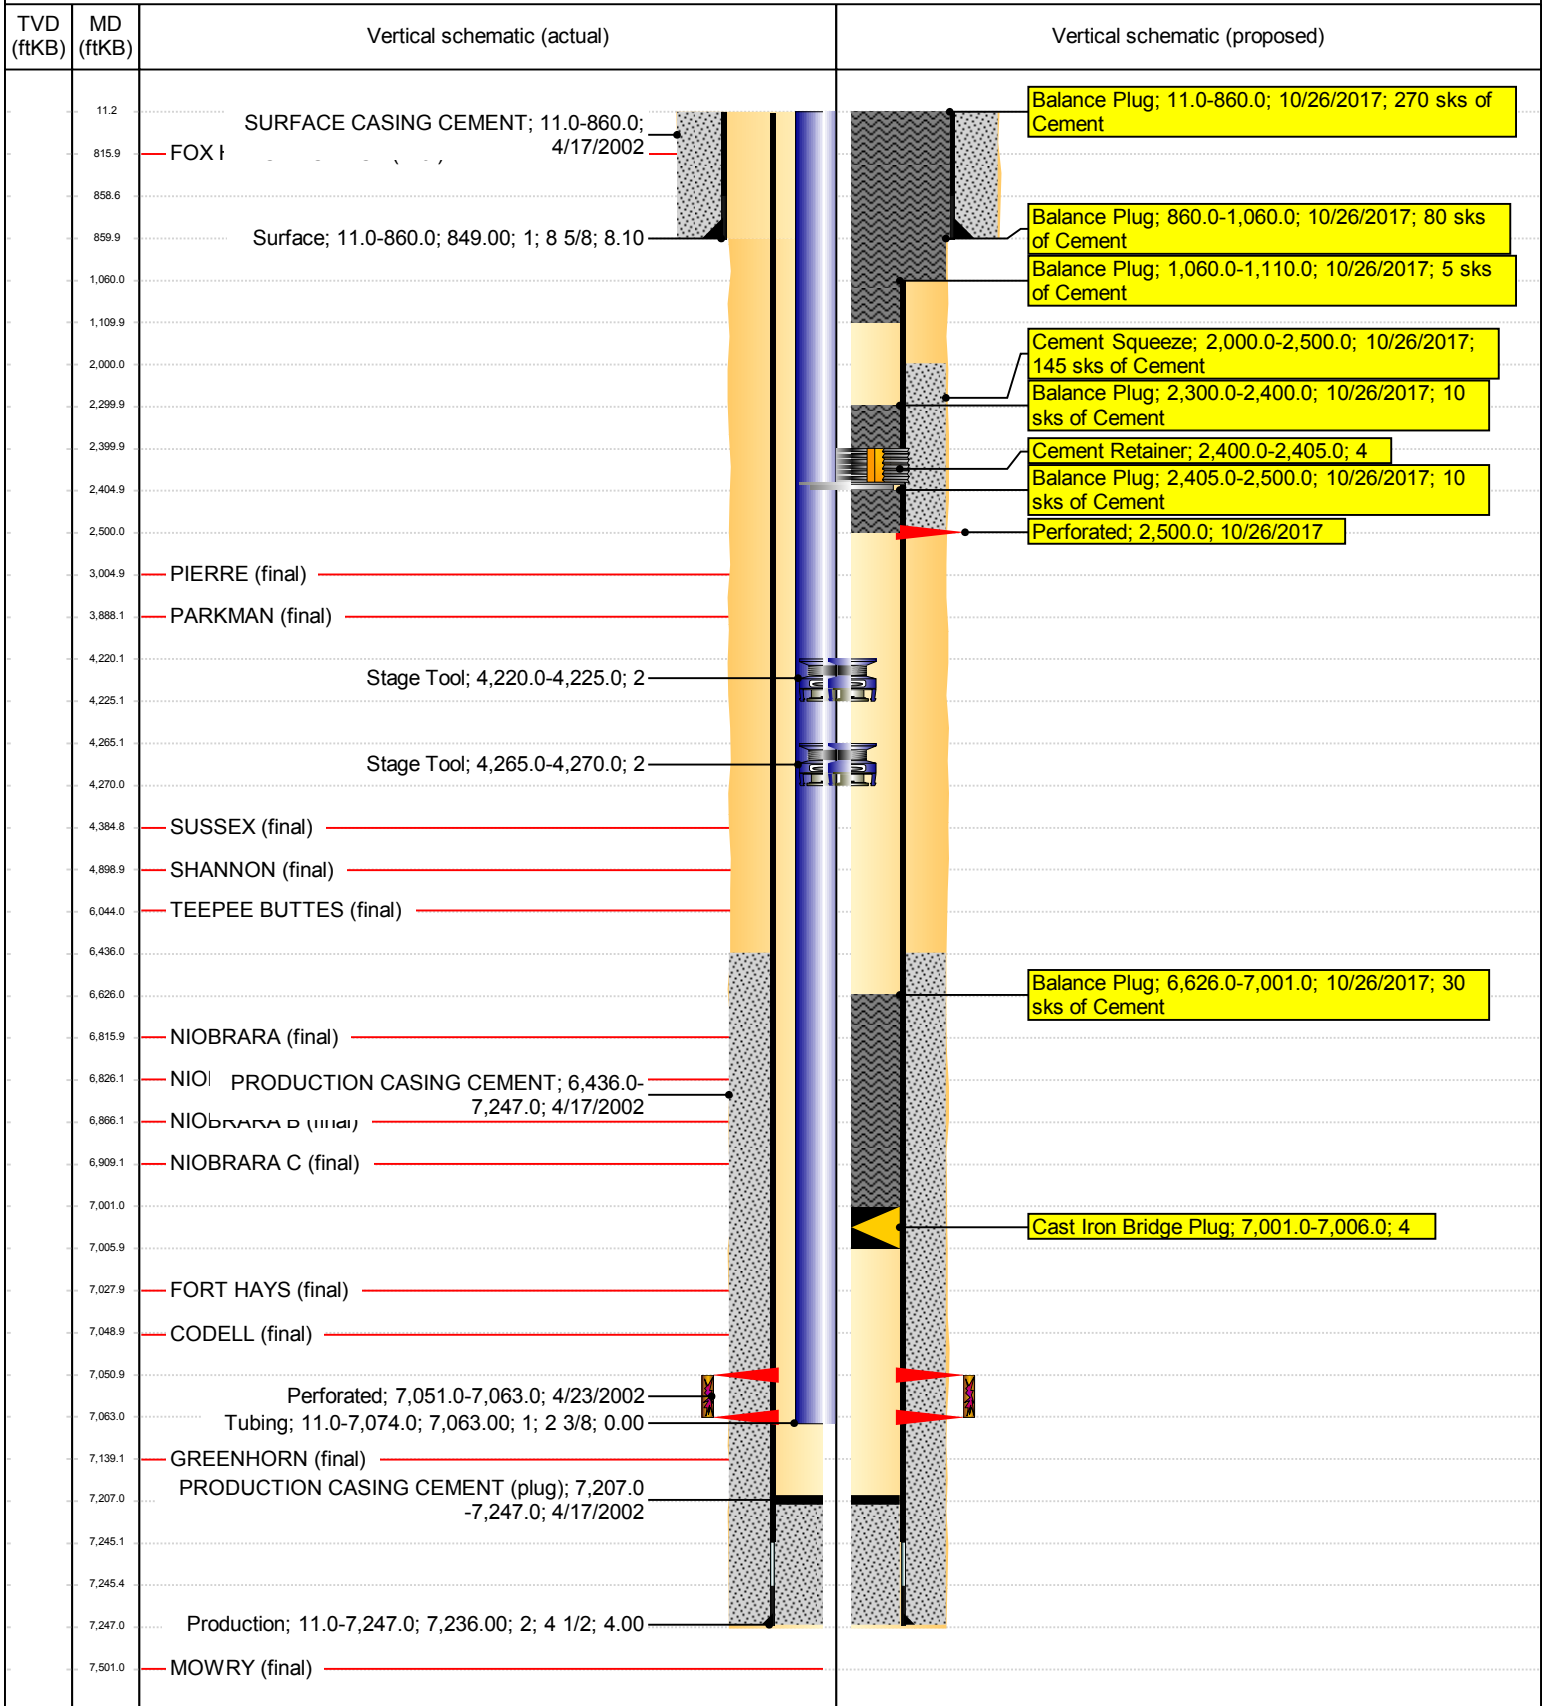 TVD (ftKB)
MD (ftKB)
Vertical schematic (actual)
Vertical schematic (proposed)
11.2
815.9
858.6
859.9
1,060.0
1,109.9
2,000.0
2,299.9
2,399.9
2,404.9
2,500.0
3,004.9
3,888.1
4,220.1
4,225.1
4,265.1
4,270.0
4,384.8
4,898.9
6,044.0
6,436.0
6,626.0
6,815.9
6,826.1
6,866.1
6,909.1
7,001.0
7,005.9
7,027.9
7,048.9
7,050.9
7,063.0
7,139.1
7,207.0
7,245.1
7,245.4
7,247.0
7,501.0
SURFACE CASING CEMENT; 11.0-860.0;
4/17/2002
FOX
Surface; 11.0-860.0; 849.00; 1; 8 5/8; 8.10
PIERRE (final)
PARKMAN (final)
Stage Tool; 4,220.0-4,225.0; 2
Stage Tool; 4,265.0-4,270.0; 2
SUSSEX (final)
SHANNON (final)
TEEPEE BUTTES (final)
NIOBRARA (final)
PRODUCTION CASING CEMENT; 6,436.0-
7,247.0; 4/17/2002
NIOBRARA B (final)
NIOBRARA C (final)
FORT HAYS (final)
CODELL (final)
Perforated; 7,051.0-7,063.0; 4/23/2002
Tubing; 11.0-7,074.0; 7,063.00; 1; 2 3/8; 0.00
GREENHORN (final)
PRODUCTION CASING CEMENT (plug); 7,207.0
-7,247.0; 4/17/2002
Production; 11.0-7,247.0; 7,236.00; 2; 4 1/2; 4.00
MOWRY (final)
Balance Plug; 11.0-860.0; 10/26/2017; 270 sks of
Cement
Balance Plug; 860.0-1,060.0; 10/26/2017; 80 sks
of Cement
Balance Plug; 1,060.0-1,110.0; 10/26/2017; 5 sks
of Cement
Cement Squeeze; 2,000.0-2,500.0; 10/26/2017;
145 sks of Cement
Balance Plug; 2,300.0-2,400.0; 10/26/2017; 10
sks of Cement
Cement Retainer; 2,400.0-2,405.0; 4
Balance Plug; 2,405.0-2,500.0; 10/26/2017; 10
sks of Cement
Perforated; 2,500.0; 10/26/2017
Balance Plug; 6,626.0-7,001.0; 10/26/2017; 30
sks of Cement
Cast Iron Bridge Plug; 7,001.0-7,006.0; 4